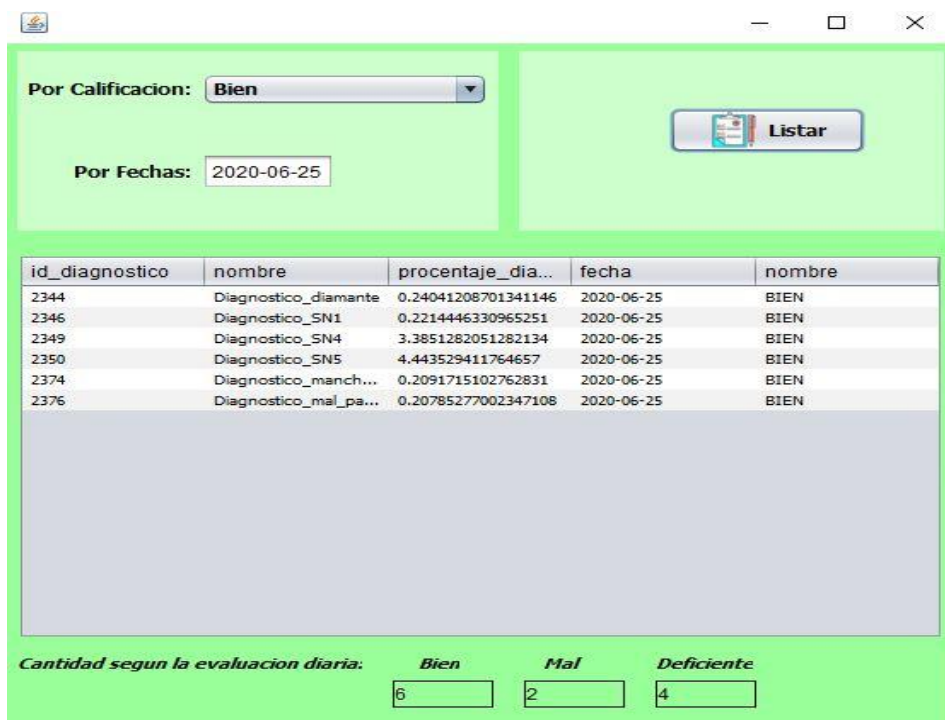 Por Calificacion: Bien
Listar
Por Fechas: 2020-06-25
id_diagnostico nombre procentaje_dia... fecha nombre
2344 Diagnostico_diamante 0.24041208701341146 2020-06-25 BIEN
2346 Diagnostico_SN1 0.2214446330965251 2020-06-25 BIEN
2349 Diagnostico_SN4 3.3851282051282134 2020-06-25 BIEN
2350 Diagnostico_SN5 4.443529411764657 2020-06-25 BIEN
2374 Diagnostico_manch... 0.2091715102762831 2020-06-25 BIEN
2376 Diagnostico_mal_pa... 0.20785277002347108 2020-06-25 BIEN
Cantidad segun la evaluacion diaria: Bien Mal Deficiente
6 2 4